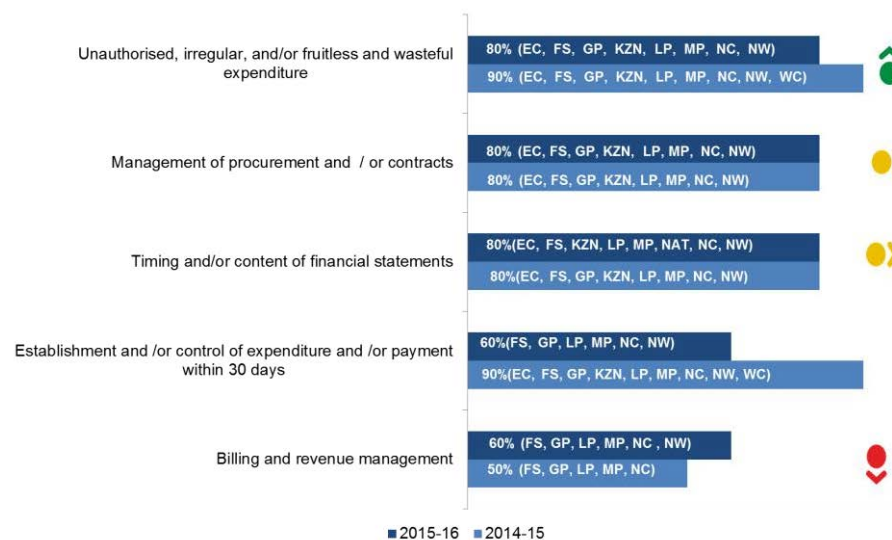 Unauthorised, irregular, and/or fruitless and wasteful
expenditure
80% (EC, FS, GP, KZN, LP, MP, NC, NW)
90% (EC, FS, GP, KZN, LP, MP, NC, NW, WC)
Management of procurement and / or contracts
80% (EC, FS, GP, KZN, LP, MP, NC, NW)
80% (EC, FS, GP, KZN, LP, MP, NC, NW)
Timing and/or content of financial statements
80%(EC, FS, KZN, LP, MP, NAT, NC, NW)
80%(EC, FS, GP, KZN, LP, MP, NC, NW)
Establishment and /or control of expenditure and /or payment
within 30 days
60%(FS, GP, LP, MP, NC, NW)
90%(EC, FS, GP, KZN, LP, MP, NC, NW, WC)
Billing and revenue management
60% (FS, GP, LP, MP, NC , NW)
50% (FS, GP, LP, MP, NC)
2015-16 2014-15